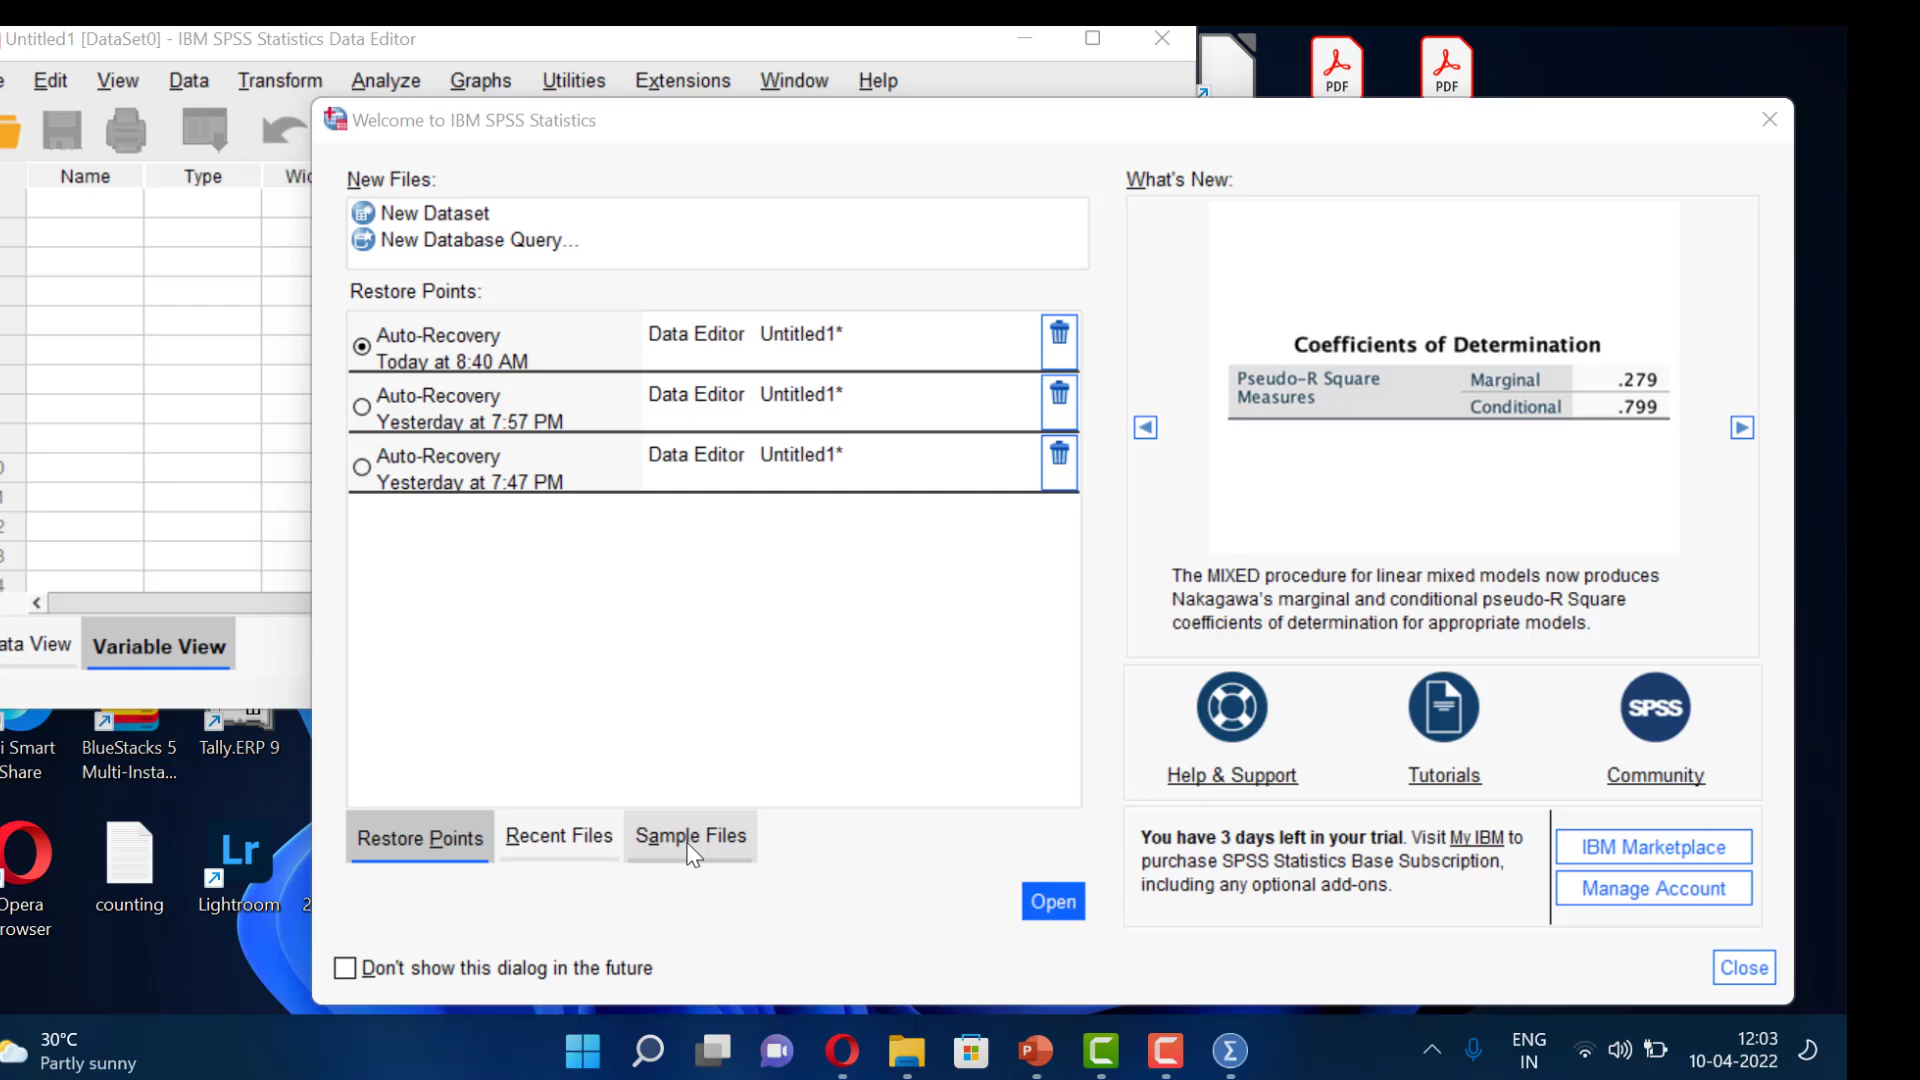 Untitled1 [DataSet0] - IBM SPSS Statistics Data Editor
Edit View Data Transform Analyze Graphs Utilities Extensions Window Help
PDF PDF
Welcome to IBM SPSS Statistics
Name Type
New Files:
New Dataset
New Database Query...
Restore Points:
Auto-Recovery
Today at 8:40 AM
Data Editor Untitled1*
Auto-Recovery
Yesterday at 7:57 PM
Data Editor Untitled1*
Auto-Recovery
Yesterday at 7:47 PM
Data Editor Untitled1*
Restore Points Recent Files Sample Files
Open
Don't show this dialog in the future
What's New:
Coefficients of Determination
Pseudo-R Square
Measures
Marginal .279
Conditional .799
The MIXED procedure for linear mixed models now produces
Nakagawa's marginal and conditional pseudo-R Square
coefficients of determination for appropriate models.
SPSS
Help & Support Tutorials Community
You have 3 days left in your trial. Visit My IBM to
purchase SPSS Statistics Base Subscription,
including any optional add-ons.
IBM Marketplace
Manage Account
Close
ata View Variable View
i Smart
Share
BlueStacks 5
Multi-Insta...
Tally.ERP 9
Opera
rowser
counting
Lr
Lightroom
2
30°C
Partly sunny
ENG
IN
12:03
10-04-2022